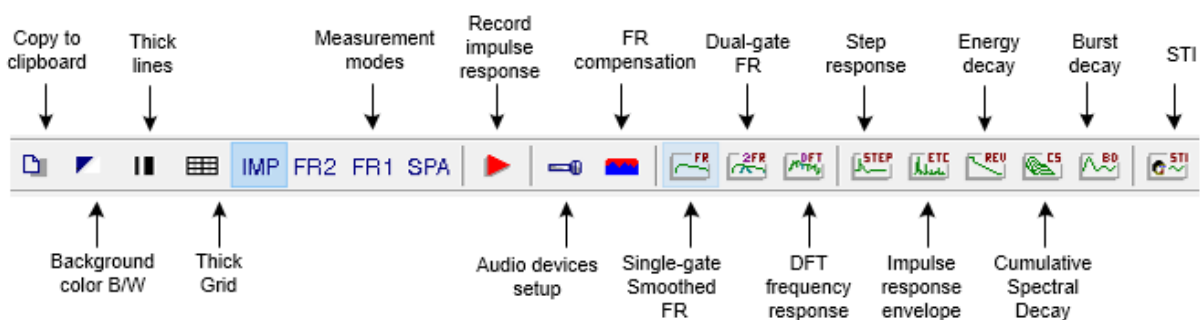 Copy to
clipboard
Thick
lines
Measurement
modes
Record
impulse
response
FR
compensation
Dual-gate
FR
Step
response
Energy
decay
Burst
decay
STI
IMP FR2 FR1 SPA FR 2FR DFT STEP ETC REV CS BD STI
Background
color B/W
Thick
Grid
Audio devices
setup
Single-gate
Smoothed
FR
DFT
frequency
response
Impulse
response
envelope
Cumulative
Spectral
Decay